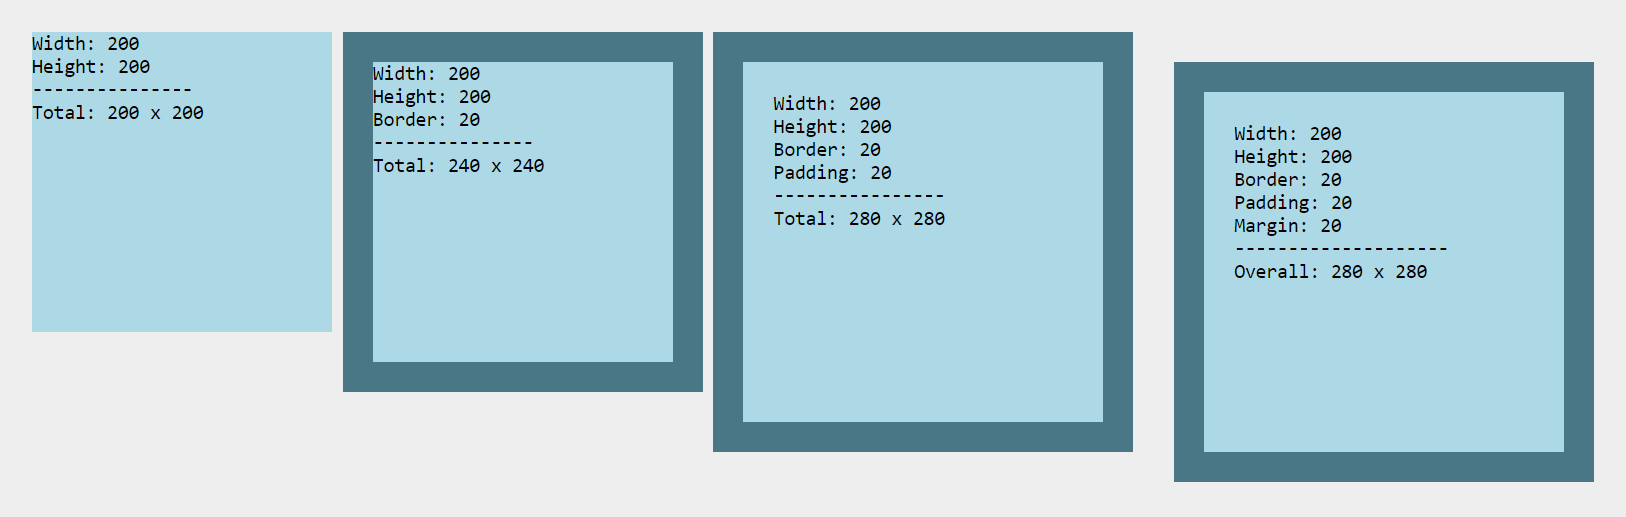 Width: 200
Height: 200
---------------
Total: 200 x 200
Width: 200
Height: 200
Border: 20
---------------
Total: 240 x 240
Width: 200
Height: 200
Border: 20
Padding: 20
----------------
Total: 280 x 280
Width: 200
Height: 200
Border: 20
Padding: 20
Margin: 20
--------------------
Overall: 280 x 280